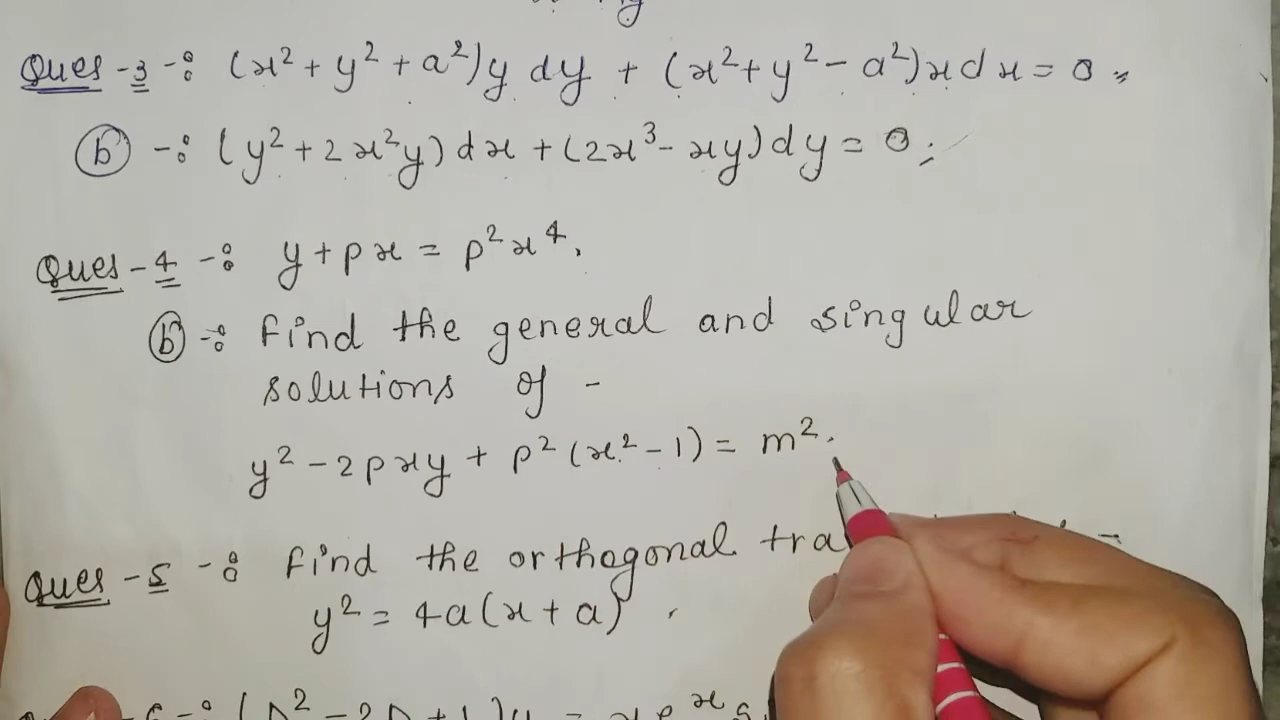 Ques-3-: (x²+y²+a²)y dy + (x²+y²-a²)xdx=0
(b) -: (y²+2x²y)dx+(2x³-xy)dy=0
Ques-4-: y+px = p²x⁴.
(b)-: find the general and singular
solutions of -
y²-2pxy + p²(x²-1)= m².
Ques-5-: find the orthogonal
y²= 4a(x+a)